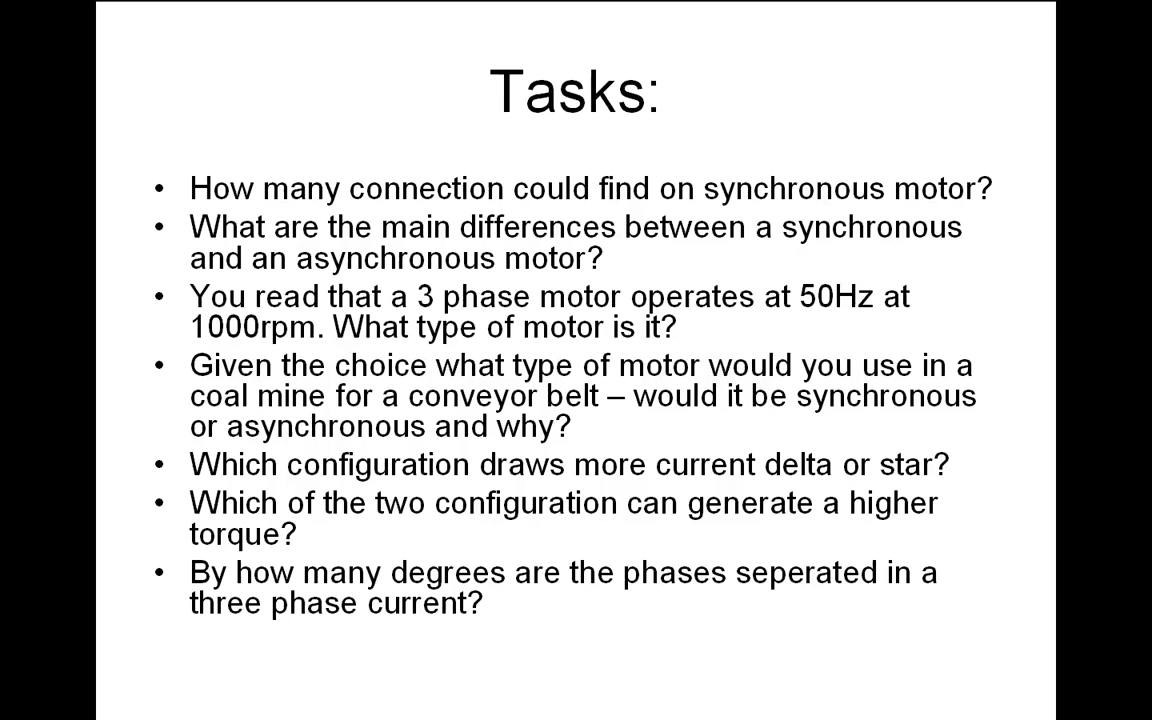 Tasks:
• How many connection could find on synchronous motor?
• What are the main differences between a synchronous
and an asynchronous motor?
• You read that a 3 phase motor operates at 50Hz at
1000rpm. What type of motor is it?
• Given the choice what type of motor would you use in a
coal mine for a conveyor belt – would it be synchronous
or asynchronous and why?
• Which configuration draws more current delta or star?
• Which of the two configuration can generate a higher
torque?
• By how many degrees are the phases seperated in a
three phase current?